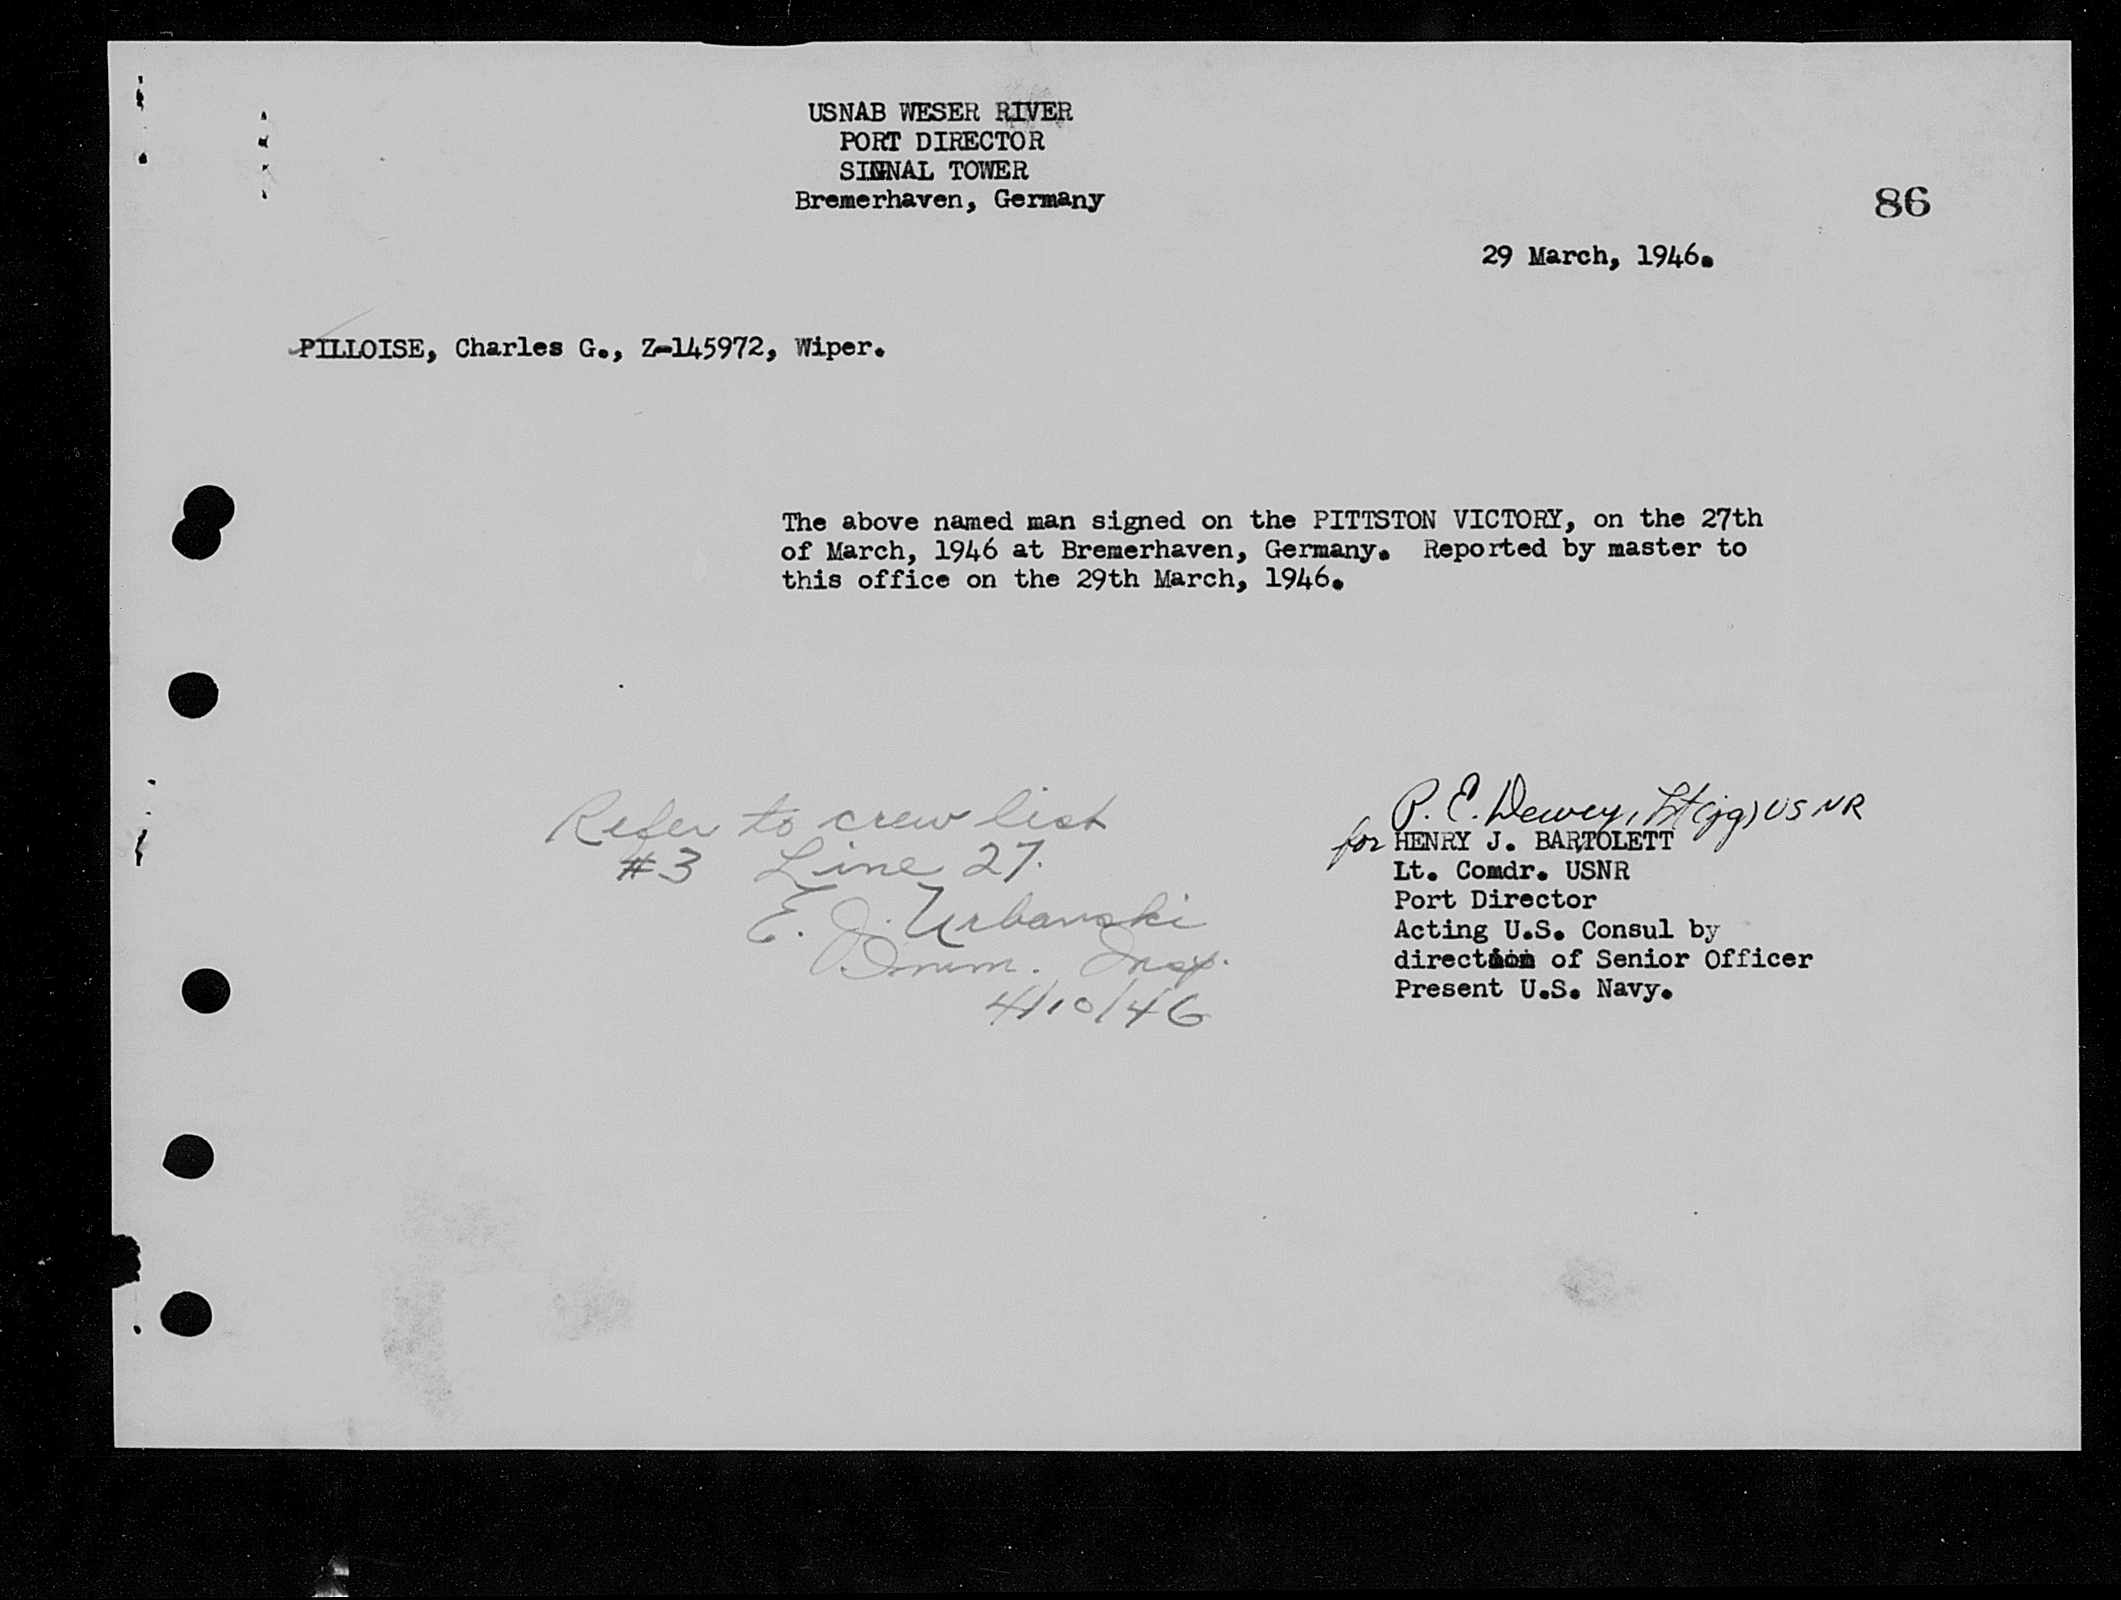 USNAB WESER RIVER
PORT DIRECTOR
SIGNAL TOWER
Bremerhaven, Germany
86
29 March, 1946.
PILLOISE, Charles G., Z-145972, Wiper.
The above named man signed on the PITTSTON VICTORY, on the 27th
of March, 1946 at Bremerhaven, Germany. Reported by master to
this office on the 29th March, 1946.
P. E. Dewey, Lt (jg) USNR
for HENRY J. BARTOLETT
Lt. Comdr. USNR
Port Director
Acting U.S. Consul by
direction of Senior Officer
Present U.S. Navy.
Refer to crew list
#3 Line 27.
E. J. Urbanski
Imm. Insp.
4/10/46